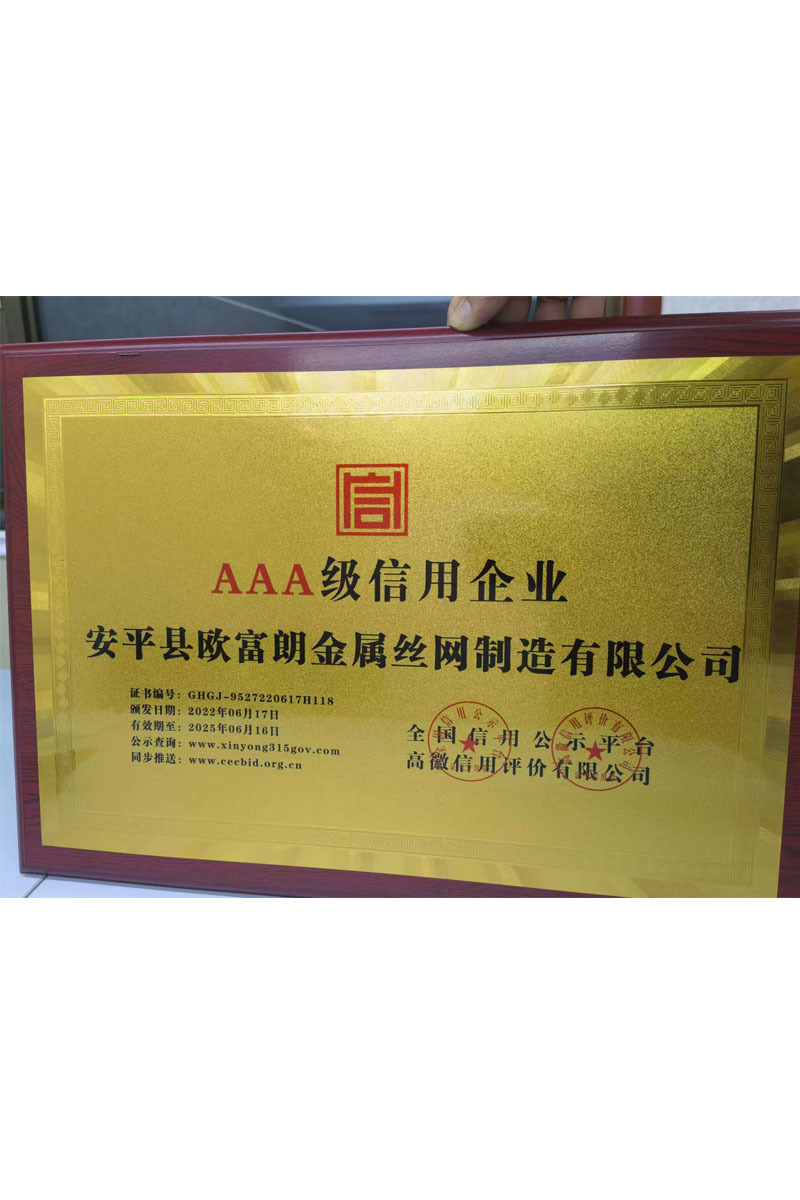 信
AAA级信用企业
安平县欧富朗金属丝网制造有限公司
证书编号：GHGJ-9527220617H118
颁发日期：2022年06月17日
有效期至：2025年06月16日
公示查询：www.xinyong315gov.com
同步推送：www.cecbid.org.cn
全国信用公示平台
高徽信用评价有限公司